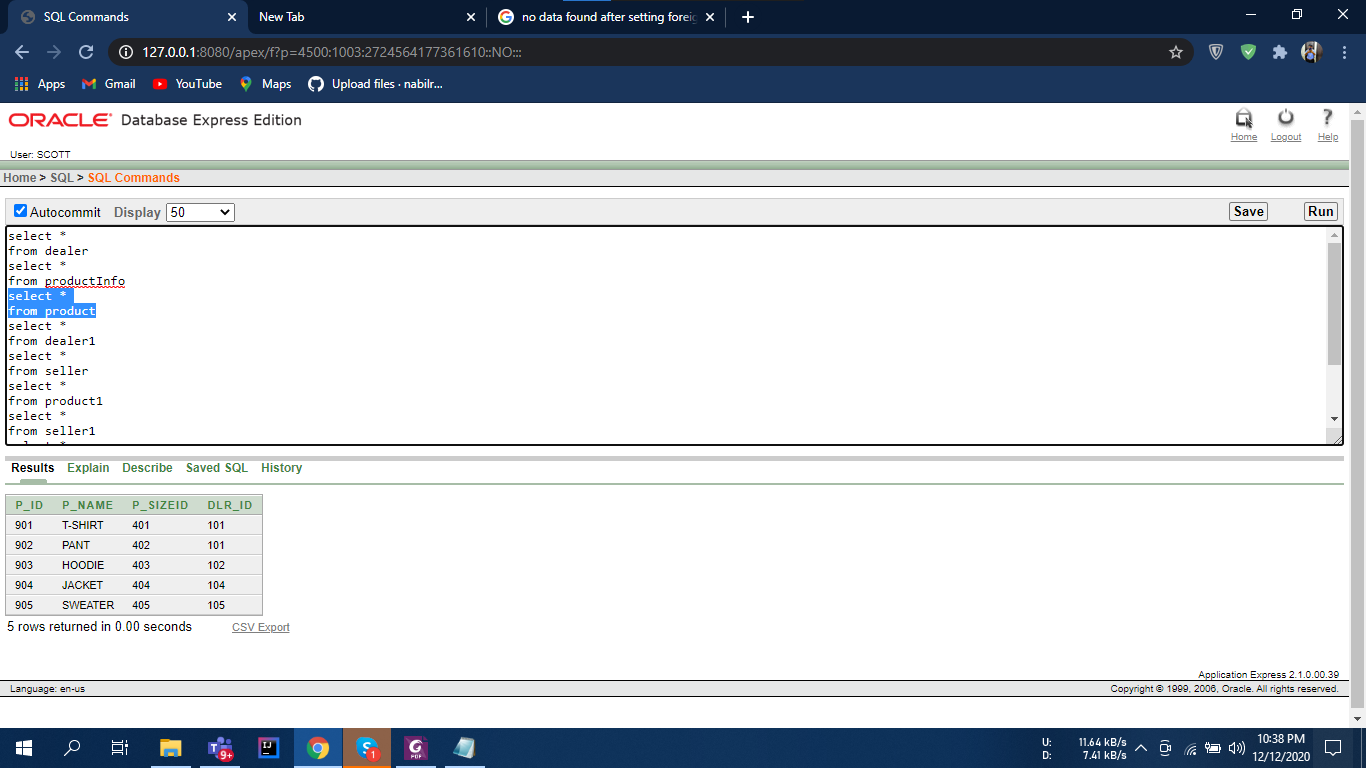 SQL Commands
New Tab
no data found after setting foreig
127.0.0.1:8080/apex/f?p=4500:1003:2724564177361610::NO:::
Apps Gmail YouTube Maps Upload files · nabilr...
ORACLE Database Express Edition
Home Logout Help
User: SCOTT
Home > SQL > SQL Commands
Autocommit Display 50 Save Run
select *
from dealer
select *
from productInfo
select *
from product
select *
from dealer1
select *
from seller
select *
from product1
select *
from seller1
select *
Results Explain Describe Saved SQL History
P_ID P_NAME P_SIZEID DLR_ID
901 T-SHIRT 401 101
902 PANT 402 101
903 HOODIE 403 102
904 JACKET 404 104
905 SWEATER 405 105
5 rows returned in 0.00 seconds CSV Export
Application Express 2.1.0.00.39
Language: en-us Copyright © 1999, 2006, Oracle. All rights reserved.
9+ IJ 1 PDF
U: 11.64 kB/s
D: 7.41 kB/s
10:38 PM
12/12/2020